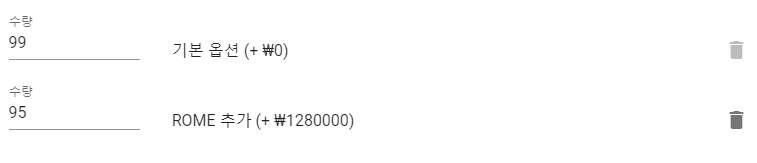 수량
99
기본 옵션 (+ ₩0)
수량
95
ROME 추가 (+ ₩1280000)